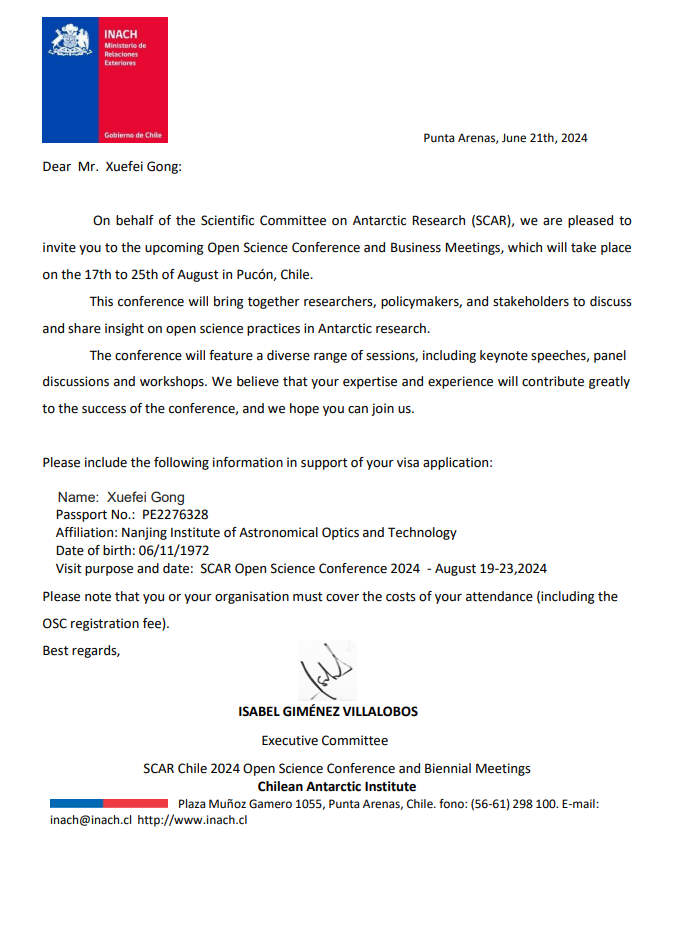 INACH
Ministerio de
Relaciones
Exteriores
Gobierno de Chile
Punta Arenas, June 21th, 2024
Dear Mr. Xuefei Gong:
On behalf of the Scientific Committee on Antarctic Research (SCAR), we are pleased to
invite you to the upcoming Open Science Conference and Business Meetings, which will take place
on the 17th to 25th of August in Pucón, Chile.
This conference will bring together researchers, policymakers, and stakeholders to discuss
and share insight on open science practices in Antarctic research.
The conference will feature a diverse range of sessions, including keynote speeches, panel
discussions and workshops. We believe that your expertise and experience will contribute greatly
to the success of the conference, and we hope you can join us.
Please include the following information in support of your visa application:
Name: Xuefei Gong
Passport No.: PE2276328
Affiliation: Nanjing Institute of Astronomical Optics and Technology
Date of birth: 06/11/1972
Visit purpose and date: SCAR Open Science Conference 2024 - August 19-23,2024
Please note that you or your organisation must cover the costs of your attendance (including the
OSC registration fee).
Best regards,
ISABEL GIMÉNEZ VILLALOBOS
Executive Committee
SCAR Chile 2024 Open Science Conference and Biennial Meetings
Chilean Antarctic Institute
Plaza Muñoz Gamero 1055, Punta Arenas, Chile. fono: (56-61) 298 100. E-mail:
inach@inach.cl http://www.inach.cl